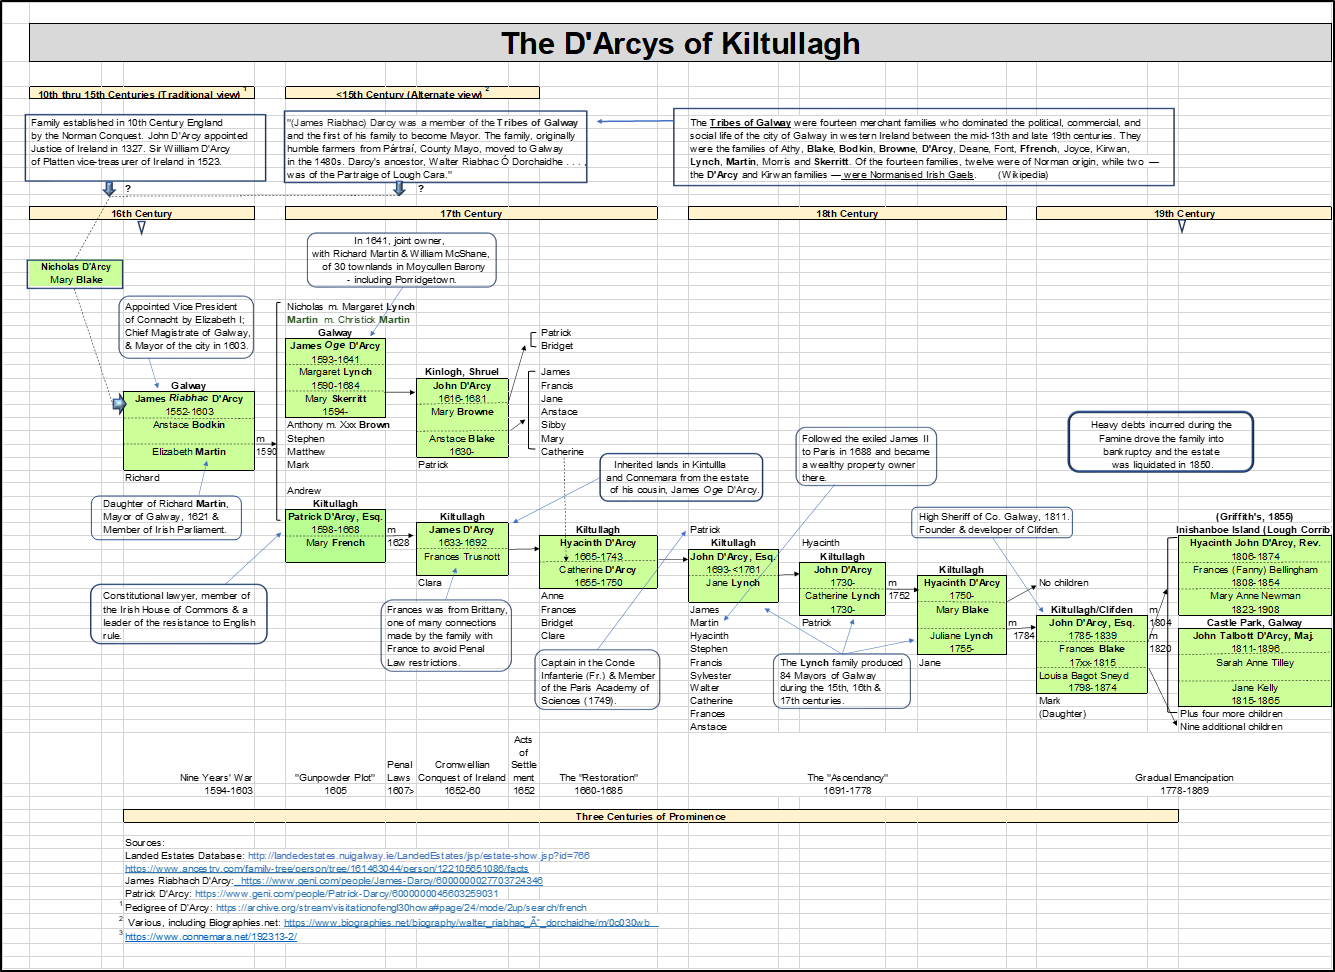 The D'Arcys of Kiltullagh
10th thru 15th Centuries (Traditional view) 1
<15th Century (Alternate view) 2
Family established in 10th Century England
by the Norman Conquest. John D'Arcy appointed
Justice of Ireland in 1327. Sir Wiilliam D'Arcy
of Platten vice-treasurer of Ireland in 1523.
"(James Riabhac) Darcy was a member of the Tribes of Galway
and the first of his family to become Mayor. The family, originally
humble farmers from Pártraí, County Mayo, moved to Galway
in the 1480s. Darcy's ancestor, Walter Riabhac Ó Dorchaidhe . . . ,
was of the Partraige of Lough Cara."
The Tribes of Galway were fourteen merchant families who dominated the political, commercial, and
social life of the city of Galway in western Ireland between the mid-13th and late 19th centuries. They
were the families of Athy, Blake, Bodkin, Browne, D'Arcy, Deane, Font, Ffrench, Joyce, Kirwan,
Lynch, Martin, Morris and Skerritt. Of the fourteen families, twelve were of Norman origin, while two —
the D'Arcy and Kirwan families — were Normanised Irish Gaels. (Wikipedia)
?
?
16th Century
17th Century
18th Century
19th Century
Nicholas D'Arcy
Mary Blake
In 1641, joint owner,
with Richard Martin & William McShane,
of 30 townlands in Moycullen Barony
- including Porridgetown.
Appointed Vice President
of Connacht by Elizabeth I;
Chief Magistrate of Galway,
& Mayor of the city in 1603.
Nicholas m. Margaret Lynch
Martin m. Christick Martin
Galway
James Oge D'Arcy
1593-1641
Margaret Lynch
1590-1684
Mary Skerritt
1594-
Anthony m. Xxx Brown
Stephen
Matthew
Mark
Andrew
Galway
James Riabhac D'Arcy
1552-1603
Anstace Bodkin
Elizabeth Martin
Richard
m
1590
Daughter of Richard Martin,
Mayor of Galway, 1621 &
Member of Irish Parliament.
Kinlogh, Shruel
John D'Arcy
1616-1681
Mary Browne
Anstace Blake
1630-
Patrick
Patrick
Bridget
James
Francis
Jane
Anstace
Sibby
Mary
Catherine
Inherited lands in Kintullla
and Connemara from the estate
of his cousin, James Oge D'Arcy.
Followed the exiled James II
to Paris in 1688 and became
a wealthy property owner
there.
Heavy debts incurred during the
Famine drove the family into
bankruptcy and the estate
was liquidated in 1850.
Kiltullagh
Patrick D'Arcy, Esq.
1598-1668
Mary French
m
1628
Kiltullagh
James D'Arcy
1633-1692
Frances Trusnott
Clara
Constitutional lawyer, member of
the Irish House of Commons & a
leader of the resistance to English
rule.
Frances was from Brittany,
one of many connections
made by the family with
France to avoid Penal
Law restrictions.
Kiltullagh
Hyacinth D'Arcy
1665-1743
Catherine D'Arcy
1655-1750
Anne
Frances
Bridget
Clare
Captain in the Conde
Infanterie (Fr.) & Member
of the Paris Academy of
Sciences (1749).
Patrick
Kiltullagh
John D'Arcy, Esq.
1693-<1761
Jane Lynch
James
Martin
Hyacinth
Stephen
Francis
Sylvester
Walter
Catherine
Frances
Anstace
Hyacinth
Kiltullagh
John D'Arcy
1730-
Catherine Lynch
1730-
Patrick
m
1752
The Lynch family produced
84 Mayors of Galway
during the 15th, 16th &
17th centuries.
High Sheriff of Co. Galway, 1811.
Founder & developer of Clifden.
Kiltullagh
Hyacinth D'Arcy
1750-
Mary Blake
Juliane Lynch
1755-
Jane
No children
m
1784
Kiltullagh/Clifden
John D'Arcy, Esq.
1785-1839
Frances Blake
17xx-1815
Louisa Bagot Sneyd
1798-1874
Mark
(Daughter)
m
1804
m
1820
(Griffith's, 1855)
Inishanboe Island (Lough Corrib)
Hyacinth John D'Arcy, Rev.
1806-1874
Frances (Fanny) Bellingham
1808-1854
Mary Anne Newman
1823-1908
Castle Park, Galway
John Talbott D'Arcy, Maj.
1811-1896
Sarah Anne Tilley
Jane Kelly
1815-1865
Plus four more children
Nine additional children
Nine Years' War
1594-1603
"Gunpowder Plot"
1605
Penal
Laws
1607>
Cromwellian
Conquest of Ireland
1652-60
Acts
of
Settle
ment
1652
The "Restoration"
1660-1685
The "Ascendancy"
1691-1778
Gradual Emancipation
1778-1869
Three Centuries of Prominence
Sources:
Landed Estates Database: http://landedestates.nuigalway.ie/LandedEstates/jsp/estate-show.jsp?id=766
https://www.ancestry.com/family-tree/person/tree/161463044/person/122105651086/facts
James Riabhach D'Arcy: https://www.geni.com/people/James-Darcy/6000000027703724346
Patrick D'Arcy: https://www.geni.com/people/Patrick-Darcy/6000000045603259031
1 Pedigree of D'Arcy: https://archive.org/stream/visitationofengl30howa#page/24/mode/2up/search/french
2 Various, including Biographies.net: https://www.biographies.net/biography/walter_riabhac_Ã“_dorchaidhe/m/0c030wb
3 https://www.connemara.net/192313-2/